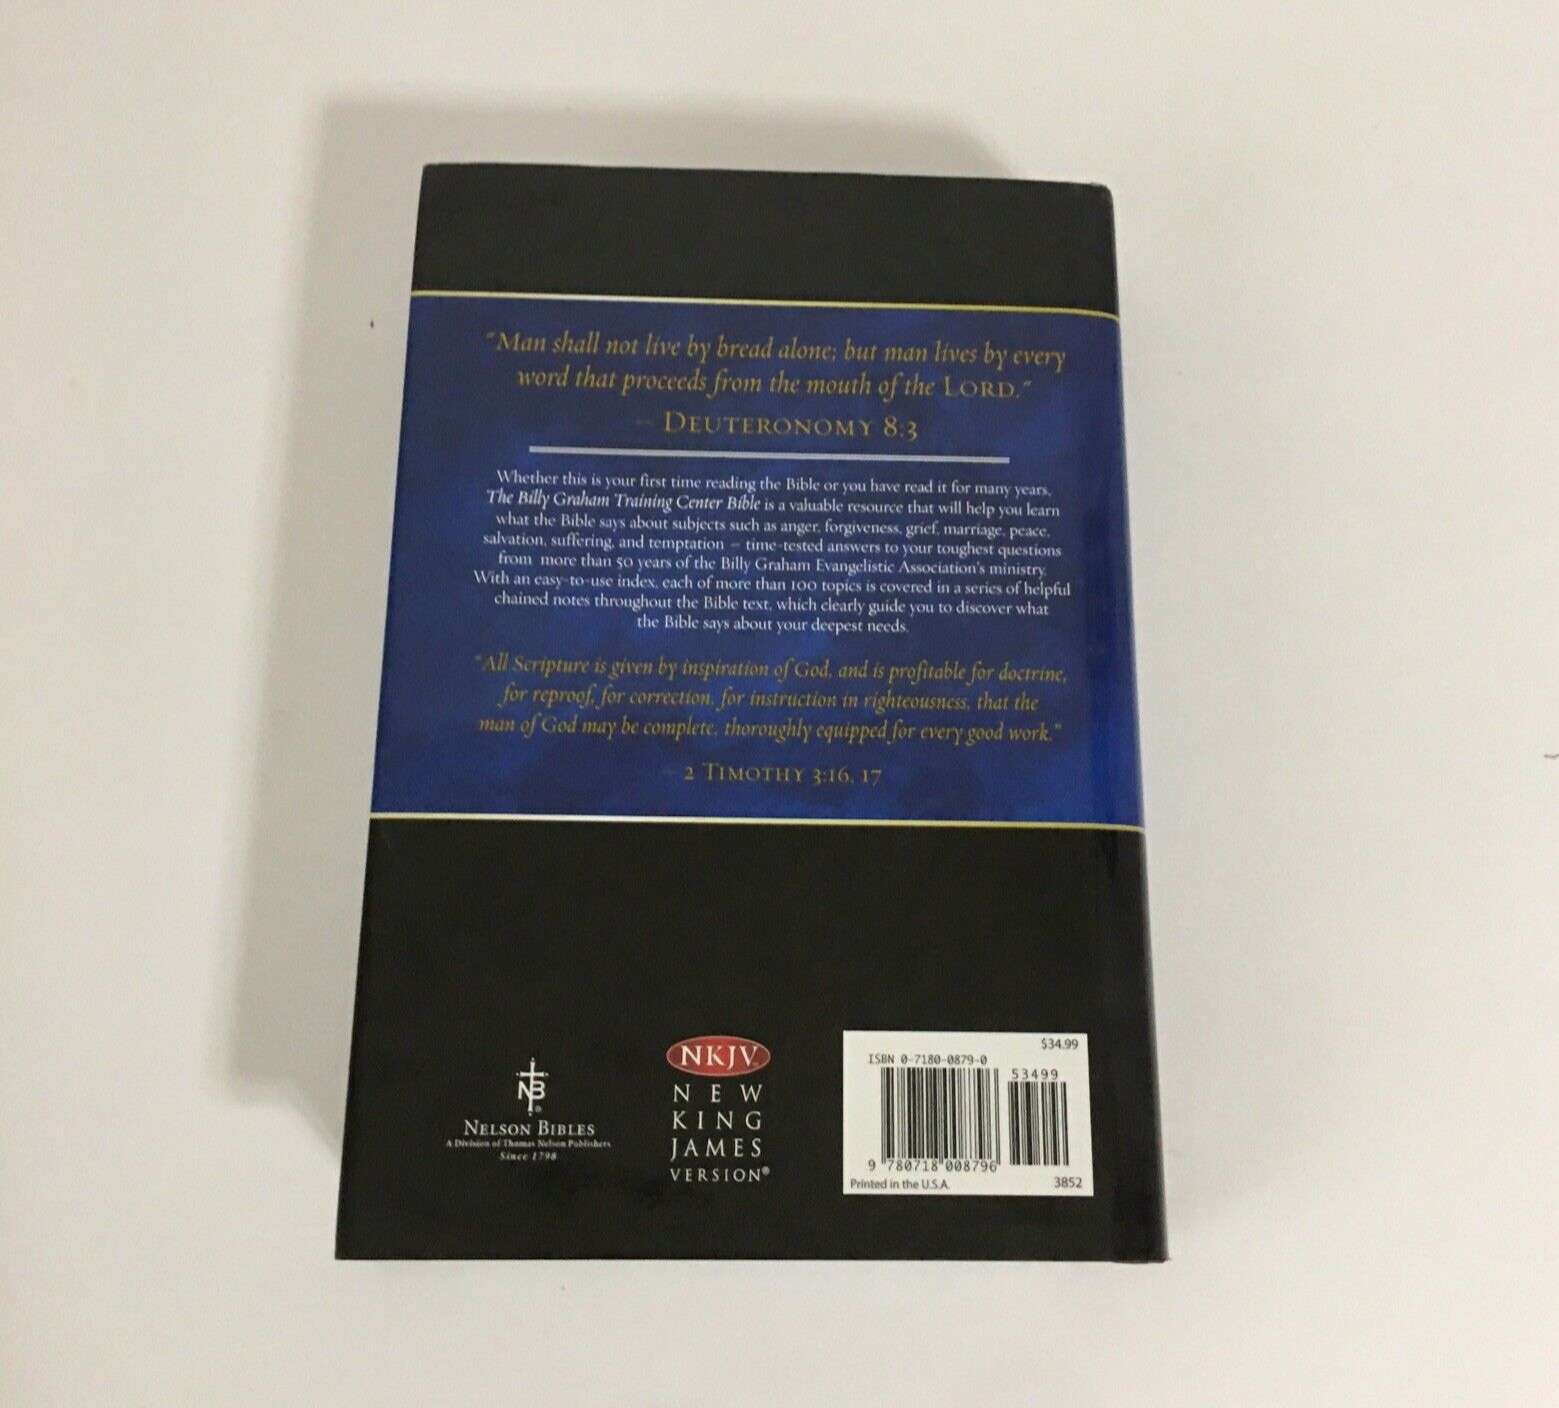 "Man shall not live by bread alone; but man lives by every
word that proceeds from the mouth of the LORD."
— DEUTERONOMY 8:3
Whether this is your first time reading the Bible or you have read it for many years,
The Billy Graham Training Center Bible is a valuable resource that will help you learn
what the Bible says about subjects such as anger, forgiveness, grief, marriage, peace,
salvation, suffering, and temptation — time-tested answers to your toughest questions
from more than 50 years of the Billy Graham Evangelistic Association's ministry.
With an easy-to-use index, each of more than 100 topics is covered in a series of helpful
chained notes throughout the Bible text, which clearly guide you to discover what
the Bible says about your deepest needs.
"All Scripture is given by inspiration of God, and is profitable for doctrine,
for reproof, for correction, for instruction in righteousness, that the
man of God may be complete, thoroughly equipped for every good work."
— 2 TIMOTHY 3:16, 17
NB®
NELSON BIBLES
A Division of Thomas Nelson Publishers
Since 1798
NKJV™
NEW
KING
JAMES
VERSION®
$34.99
ISBN 0-7180-0879-0
53499
9 780718 008796
Printed in the U.S.A.
3852